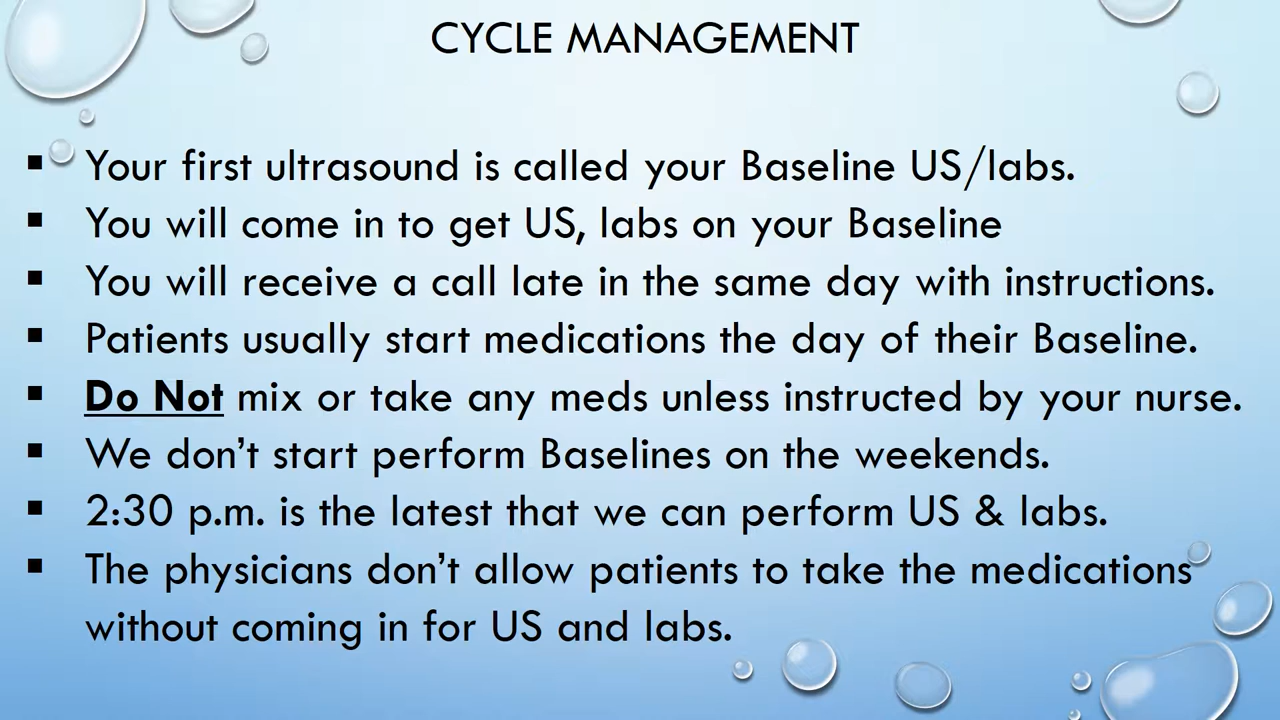 CYCLE MANAGEMENT
▪ Your first ultrasound is called your Baseline US/labs.
▪ You will come in to get US, labs on your Baseline
▪ You will receive a call late in the same day with instructions.
▪ Patients usually start medications the day of their Baseline.
▪ Do Not mix or take any meds unless instructed by your nurse.
▪ We don’t start perform Baselines on the weekends.
▪ 2:30 p.m. is the latest that we can perform US & labs.
▪ The physicians don’t allow patients to take the medications
without coming in for US and labs.